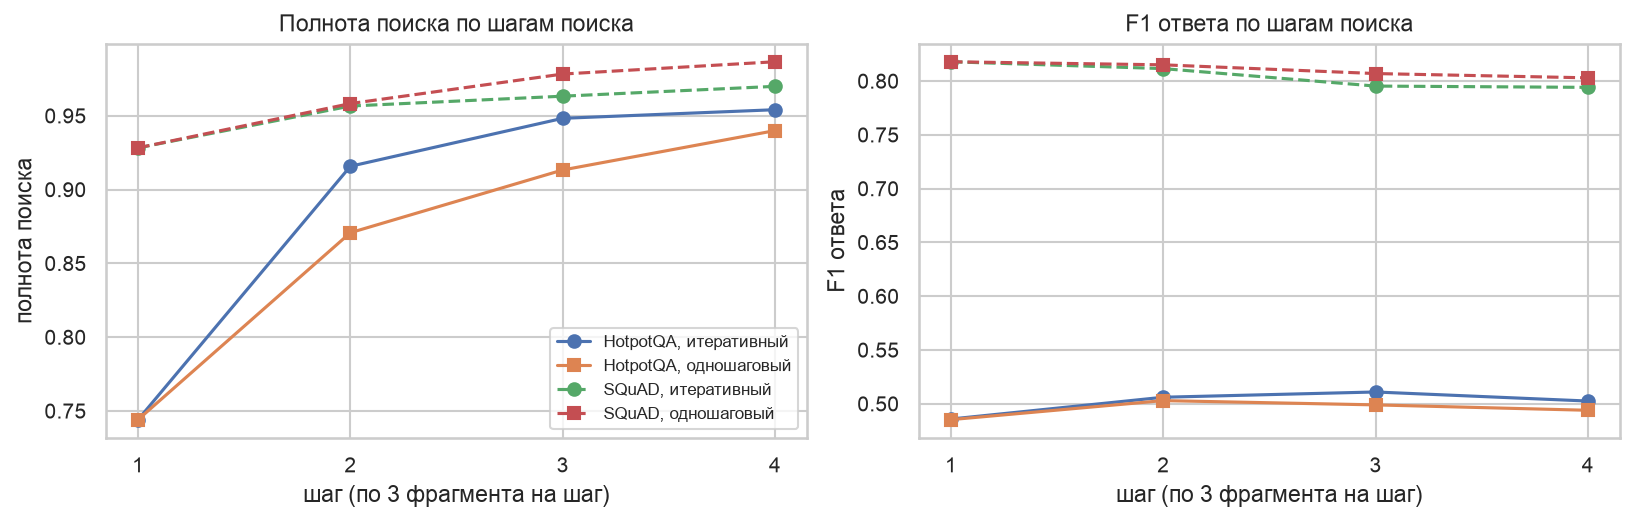 Полнота поиска по шагам поиска
полнота поиска
0.95
0.90
0.85
0.80
0.75
HotpotQA, итеративный
HotpotQA, одношаговый
SQuAD, итеративный
SQuAD, одношаговый
1 2 3 4
шаг (по 3 фрагмента на шаг)
F1 ответа по шагам поиска
F1 ответа
0.80
0.75
0.70
0.65
0.60
0.55
0.50
1 2 3 4
шаг (по 3 фрагмента на шаг)